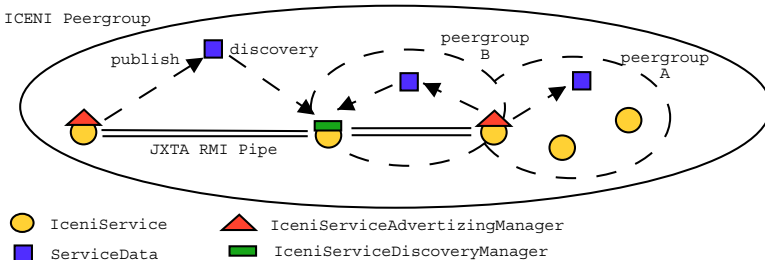 ICENI Peergroup
publish
discovery
peergroup
B
peergroup
A
JXTA RMI Pipe
IceniService
IceniServiceAdvertizingManager
ServiceData
IceniServiceDiscoveryManager